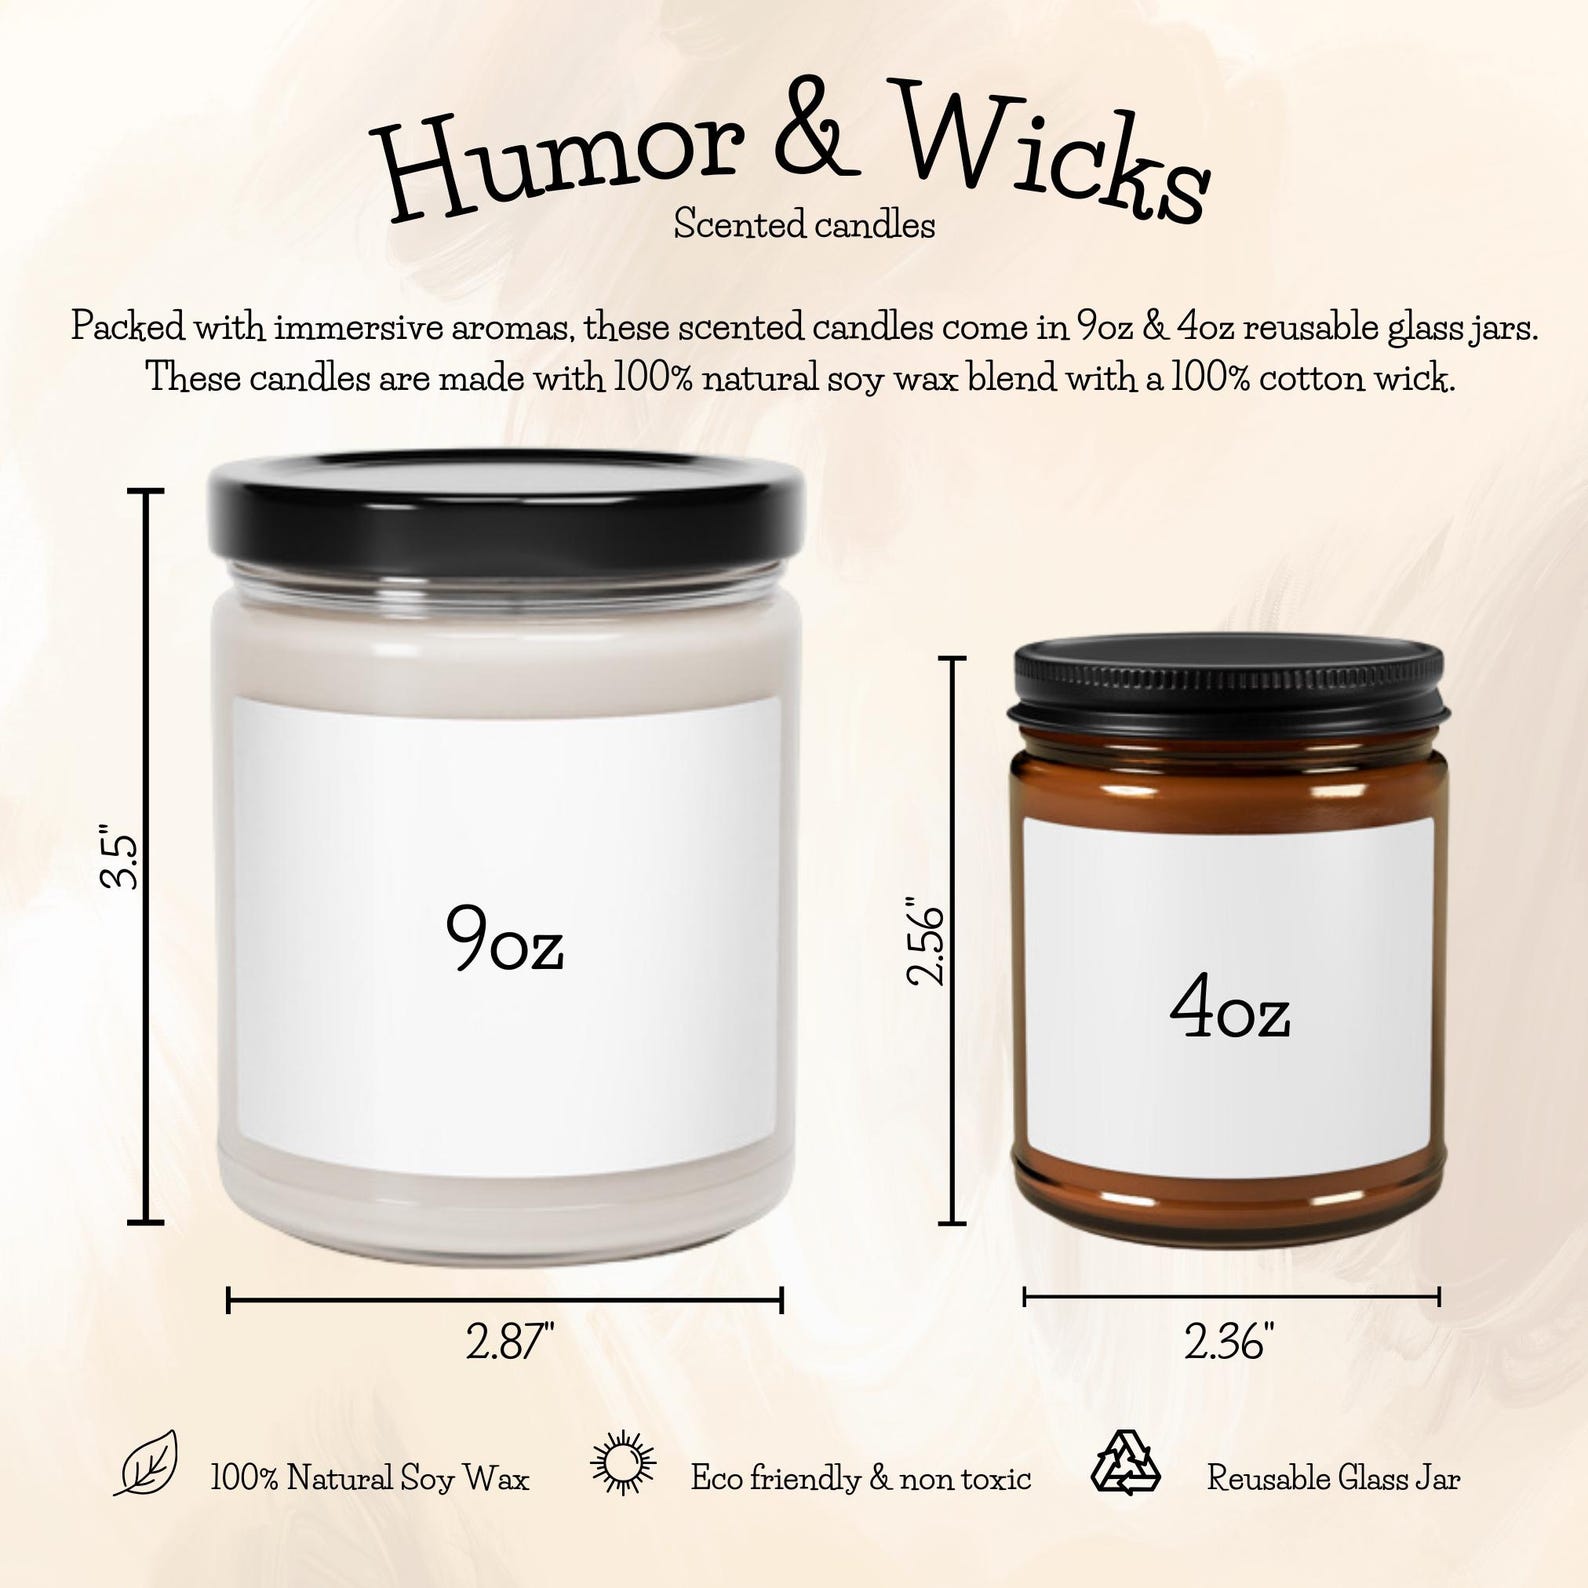 Humor & Wicks
Scented candles
Packed with immersive aromas, these scented candles come in 9oz & 4oz reusable glass jars.
These candles are made with 100% natural soy wax blend with a 100% cotton wick.
3.5"
9oz
2.87"
2.56"
4oz
2.36"
100% Natural Soy Wax
Eco friendly & non toxic
Reusable Glass Jar